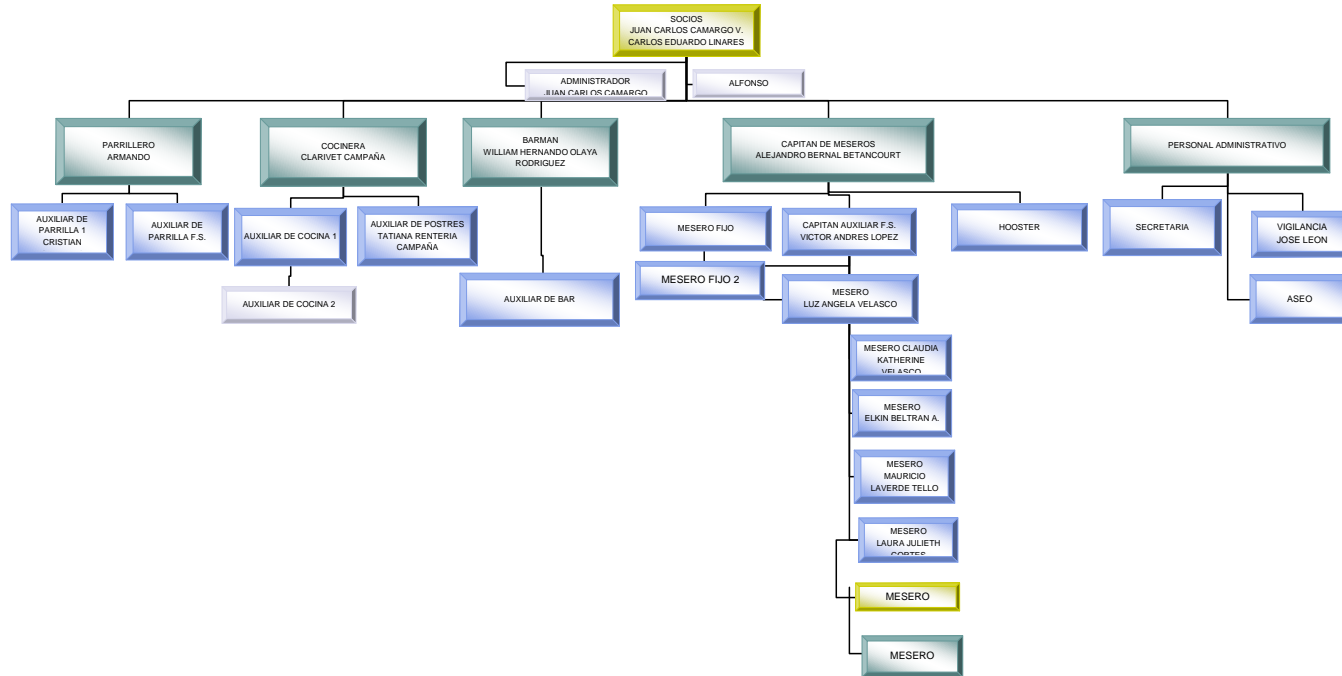 SOCIOS
JUAN CARLOS CAMARGO V.
CARLOS EDUARDO LINARES
ADMINISTRADOR
JUAN CARLOS CAMARGO
ALFONSO
PARRILLERO
ARMANDO
COCINERA
CLARIVET CAMPAÑA
BARMAN
WILLIAM HERNANDO OLAYA
RODRIGUEZ
CAPITAN DE MESEROS
ALEJANDRO BERNAL BETANCOURT
PERSONAL ADMINISTRATIVO
AUXILIAR DE
PARRILLA 1
CRISTIAN
AUXILIAR DE
PARRILLA F.S.
AUXILIAR DE COCINA 1
AUXILIAR DE POSTRES
TATIANA RENTERIA
CAMPAÑA
MESERO FIJO
CAPITAN AUXILIAR F.S.
VICTOR ANDRES LOPEZ
HOOSTER
SECRETARIA
VIGILANCIA
JOSE LEON
AUXILIAR DE COCINA 2
AUXILIAR DE BAR
MESERO FIJO 2
MESERO
LUZ ANGELA VELASCO
ASEO
MESERO CLAUDIA
KATHERINE
VELASCO
MESERO
ELKIN BELTRAN A.
MESERO
MAURICIO
LAVERDE TELLO
MESERO
LAURA JULIETH
CORTES
MESERO
MESERO